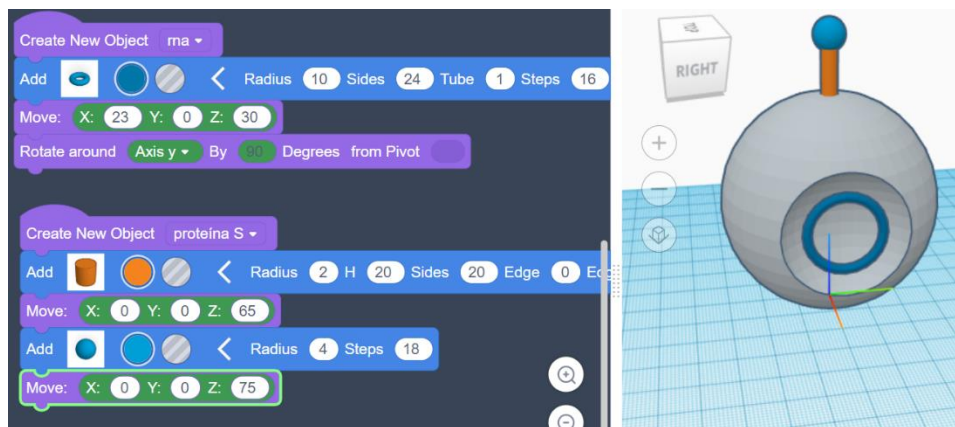 Create New Object rna
Add Radius 10 Sides 24 Tube 1 Steps 16
Move: X: 23 Y: 0 Z: 30
Rotate around Axis y By 90 Degrees from Pivot
Create New Object proteína S
Add Radius 2 H 20 Sides 20 Edge 0
Move: X: 0 Y: 0 Z: 65
Add Radius 4 Steps 18
Move: X: 0 Y: 0 Z: 75
TOP
RIGHT